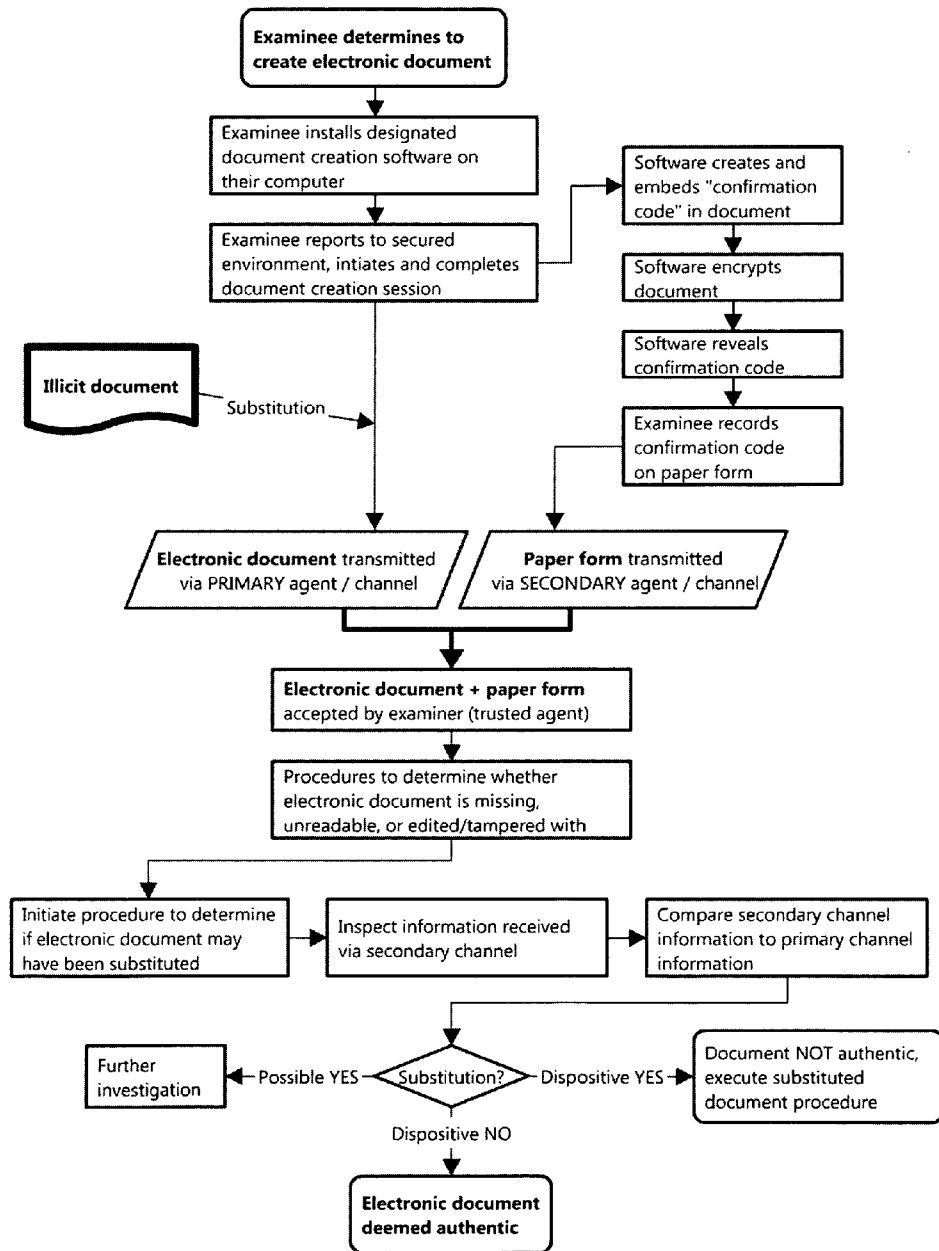 Examinee determines to
create electronic document
Examinee installs designated
document creation software on
their computer
Examinee reports to secured
environment, intiates and completes
document creation session
Software creates and
embeds "confirmation
code" in document
Software encrypts
document
Software reveals
confirmation code
Examinee records
confirmation code
on paper form
Illicit document
Substitution
Electronic document transmitted
via PRIMARY agent / channel
Paper form transmitted
via SECONDARY agent / channel
Electronic document + paper form
accepted by examiner (trusted agent)
Procedures to determine whether
electronic document is missing,
unreadable, or edited/tampered with
Initiate procedure to determine
if electronic document may
have been substituted
Inspect information received
via secondary channel
Compare secondary channel
information to primary channel
information
Further
investigation
Possible YES
Substitution?
Dispositive YES
Document NOT authentic,
execute substituted
document procedure
Dispositive NO
Electronic document
deemed authentic